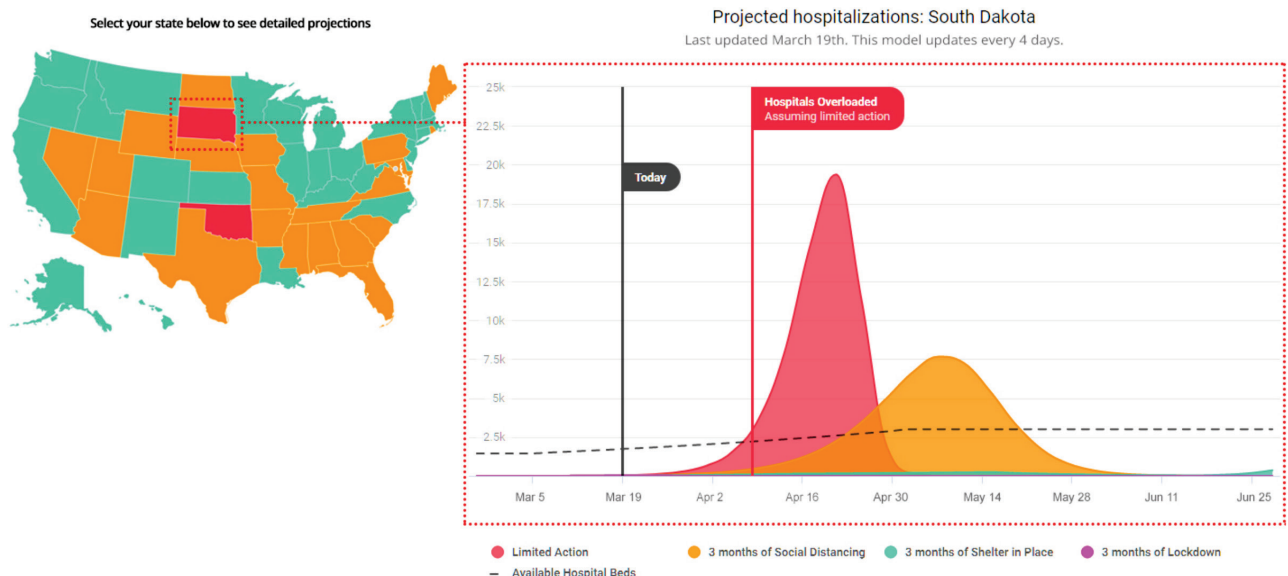 Select your state below to see detailed projections
Projected hospitalizations: South Dakota
Last updated March 19th. This model updates every 4 days.
25k
22.5k
20k
17.5k
15k
12.5k
10k
7.5k
5k
2.5k
Hospitals Overloaded
Assuming limited action
Today
Mar 5 Mar 19 Apr 2 Apr 16 Apr 30 May 14 May 28 Jun 11 Jun 25
Limited Action 3 months of Social Distancing 3 months of Shelter in Place 3 months of Lockdown
Available Hospital Beds